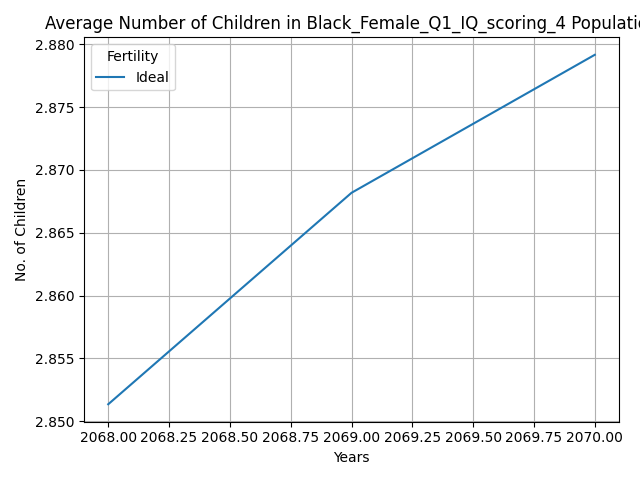 Average Number of Children in Black_Female_Q1_IQ_scoring_4 Populatio
Fertility
Ideal
2.880
2.875
2.870
2.865
2.860
2.855
2.850
No. of Children
2068.00 2068.25 2068.50 2068.75 2069.00 2069.25 2069.50 2069.75 2070.00
Years